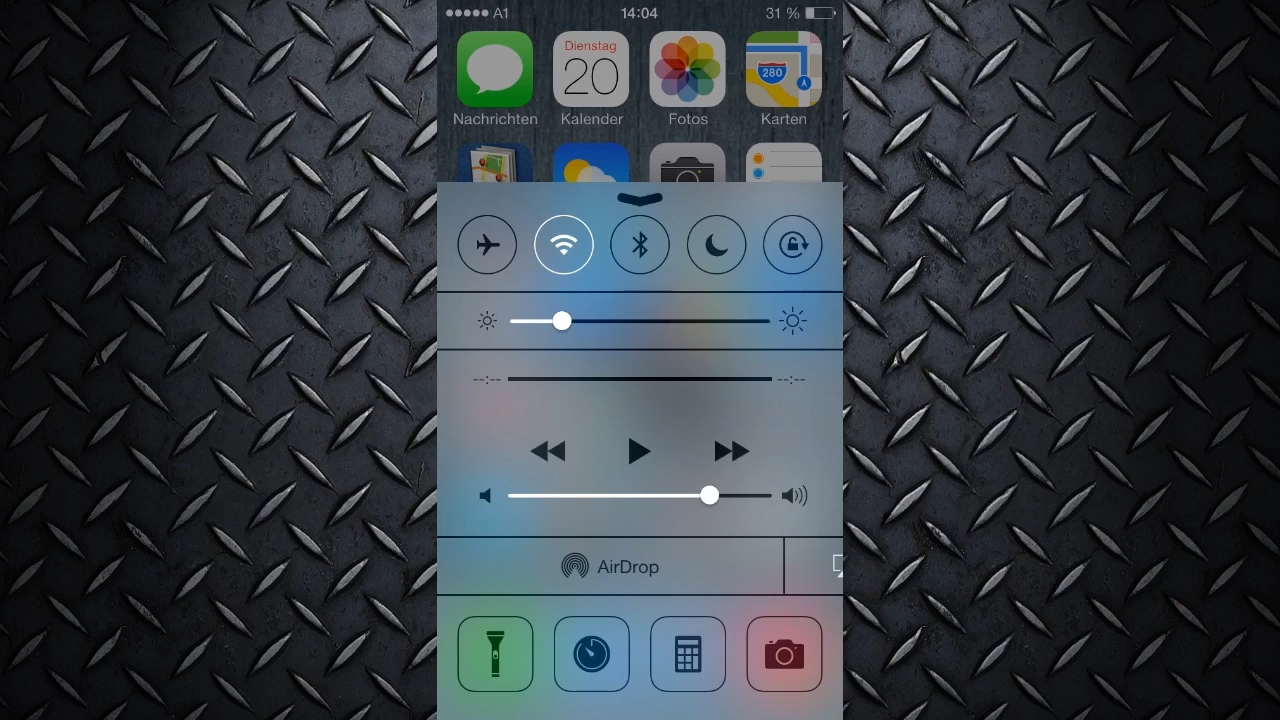 A1 14:04 31 %
Dienstag
20
280
Nachrichten Kalender Fotos Karten
--:-- --:--
AirDrop